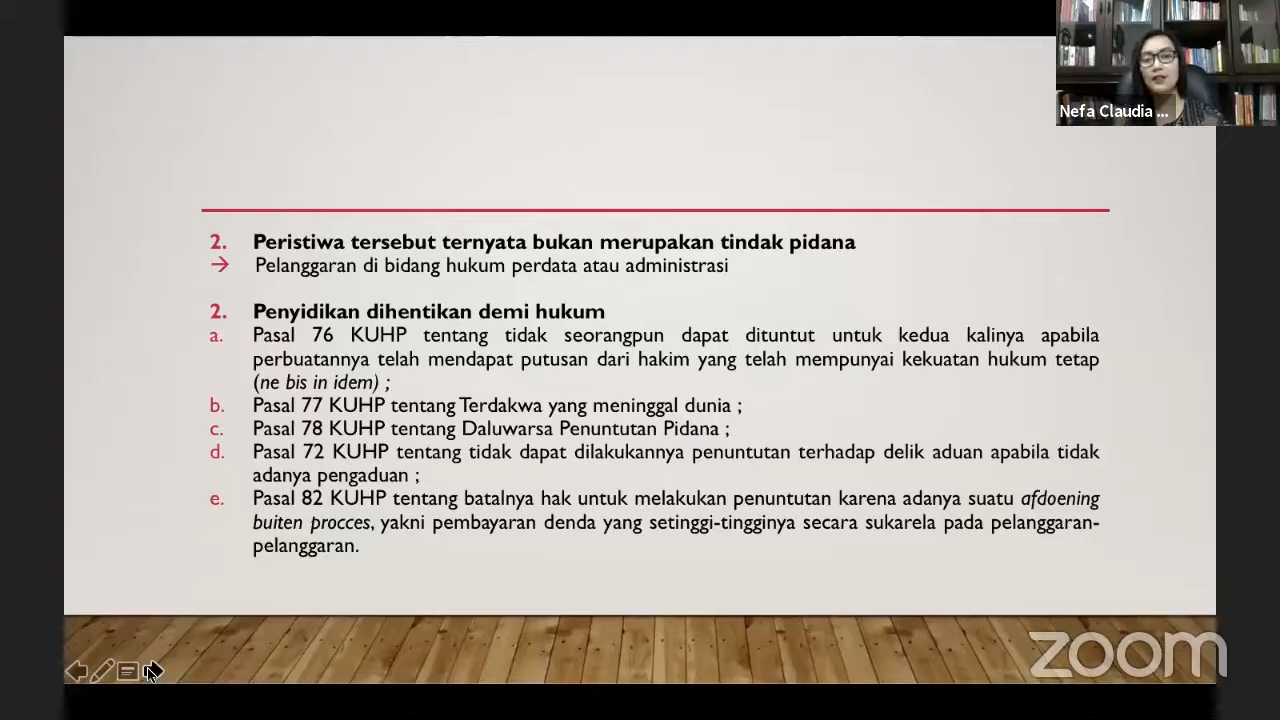 Nefa Claudia ...
2. Peristiwa tersebut ternyata bukan merupakan tindak pidana
→ Pelanggaran di bidang hukum perdata atau administrasi
2. Penyidikan dihentikan demi hukum
a. Pasal 76 KUHP tentang tidak seorangpun dapat dituntut untuk kedua kalinya apabila
perbuatannya telah mendapat putusan dari hakim yang telah mempunyai kekuatan hukum tetap
(ne bis in idem) ;
b. Pasal 77 KUHP tentang Terdakwa yang meninggal dunia ;
c. Pasal 78 KUHP tentang Daluwarsa Penuntutan Pidana ;
d. Pasal 72 KUHP tentang tidak dapat dilakukannya penuntutan terhadap delik aduan apabila tidak
adanya pengaduan ;
e. Pasal 82 KUHP tentang batalnya hak untuk melakukan penuntutan karena adanya suatu afdoening
buiten procces, yakni pembayaran denda yang setinggi-tingginya secara sukarela pada pelanggaran-
pelanggaran.
zoom